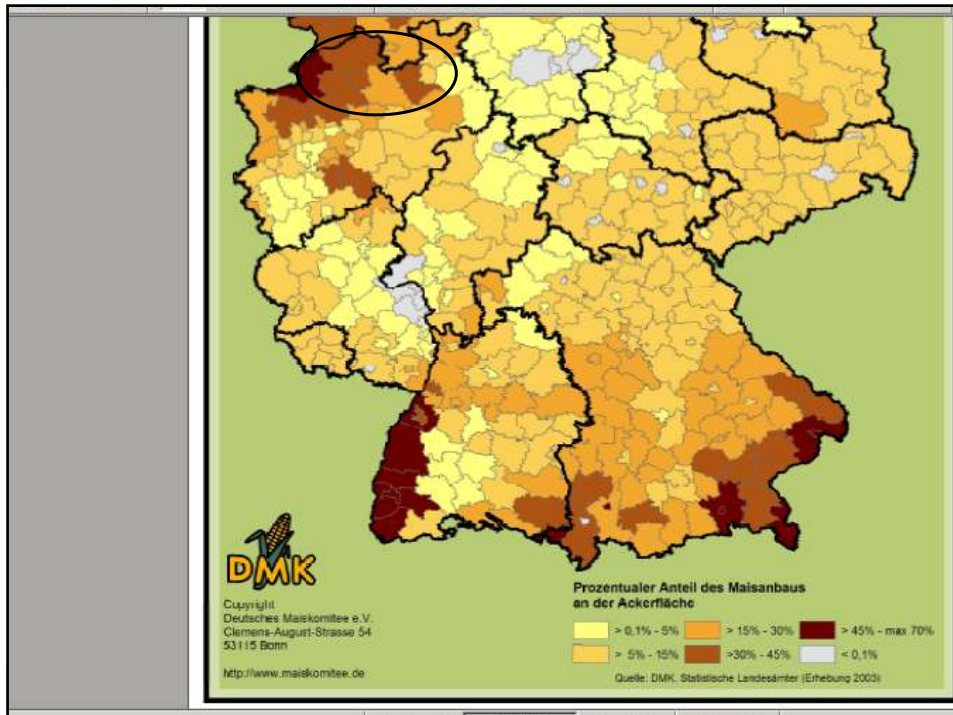 DMK
Copyright
Deutsches Maiskomitee e.V.
Clemens-August-Strasse 54
53115 Bonn
http://www.maiskomitee.de
Prozentualer Anteil des Maisanbaus
an der Ackerfläche
> 0,1% - 5%
> 15% - 30%
> 45% - max 70%
> 5% - 15%
>30% - 45%
< 0,1%
Quelle: DMK, Statistische Landesämter (Erhebung 2003)